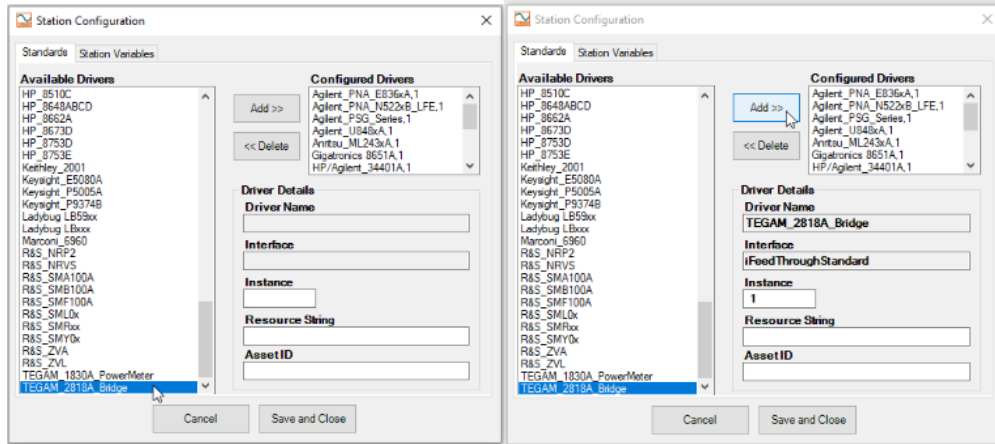 Station Configuration
Standards
Station Variables
Available Drivers
HP_8510C
HP_8648ABCD
HP_8662A
HP_8673D
HP_8753D
HP_8753E
Keithley_2001
Keysight_E5080A
Keysight_P5005A
Keysight_P9374B
Ladybug LB59xx
Ladybug LBxxx
Marconi_6960
R&S_NRP2
R&S_NRVS
R&S_SMA100A
R&S_SMB100A
R&S_SMF100A
R&S_SML0x
R&S_SMRxx
R&S_SMY0x
R&S_ZVA
R&S_ZVL
TEGAM_1830A_PowerMeter
TEGAM_2818A_Bridge
Add >>
<< Delete
Configured Drivers
Agilent_PNA_E836xA,1
Agilent_PNA_N522xB_LFE,1
Agilent_PSG_Series,1
Agilent_U848xA,1
Anritsu_ML243xA,1
Gigatronics 8651A,1
HP/Agilent_34401A,1
Driver Details
Driver Name
Interface
Instance
Resource String
Asset ID
Cancel
Save and Close
Station Configuration
Standards
Station Variables
Available Drivers
HP_8510C
HP_8648ABCD
HP_8662A
HP_8673D
HP_8753D
HP_8753E
Keithley_2001
Keysight_E5080A
Keysight_P5005A
Keysight_P9374B
Ladybug LB59xx
Ladybug LBxxx
Marconi_6960
R&S_NRP2
R&S_NRVS
R&S_SMA100A
R&S_SMB100A
R&S_SMF100A
R&S_SML0x
R&S_SMRxx
R&S_SMY0x
R&S_ZVA
R&S_ZVL
TEGAM_1830A_PowerMeter
TEGAM_2818A_Bridge
Add >>
<< Delete
Configured Drivers
Agilent_PNA_E836xA,1
Agilent_PNA_N522xB_LFE,1
Agilent_PSG_Series,1
Agilent_U848xA,1
Anritsu_ML243xA,1
Gigatronics 8651A,1
HP/Agilent_34401A,1
Driver Details
Driver Name
TEGAM_2818A_Bridge
Interface
iFeedThroughStandard
Instance
1
Resource String
Asset ID
Cancel
Save and Close